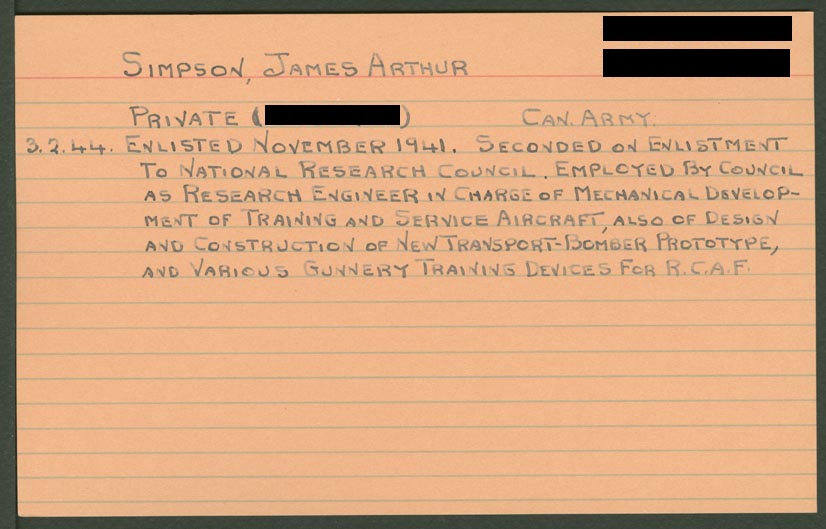 SIMPSON, JAMES ARTHUR
PRIVATE ( ) CAN. ARMY.
3.2.44. ENLISTED NOVEMBER 1941. SECONDED ON ENLISTMENT
TO NATIONAL RESEARCH COUNCIL. EMPLOYED BY COUNCIL
AS RESEARCH ENGINEER IN CHARGE OF MECHANICAL DEVELOP-
MENT OF TRAINING AND SERVICE AIRCRAFT, ALSO OF DESIGN
AND CONSTRUCTION OF NEW TRANSPORT-BOMBER PROTOTYPE,
AND VARIOUS GUNNERY TRAINING DEVICES FOR R.C.A.F.